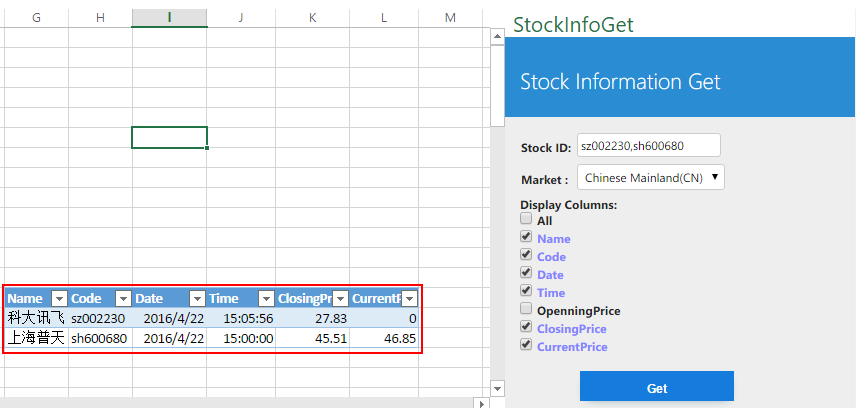 G H I J K L M
StockInfoGet
Stock Information Get
Stock ID: sz002230,sh600680
Market : Chinese Mainland(CN)
Display Columns:
All
Name
Code
Date
Time
OpenningPrice
ClosingPrice
CurrentPrice
Get
Name Code Date Time ClosingPr CurrentP
科大讯飞 sz002230 2016/4/22 15:05:56 27.83 0
上海普天 sh600680 2016/4/22 15:00:00 45.51 46.85